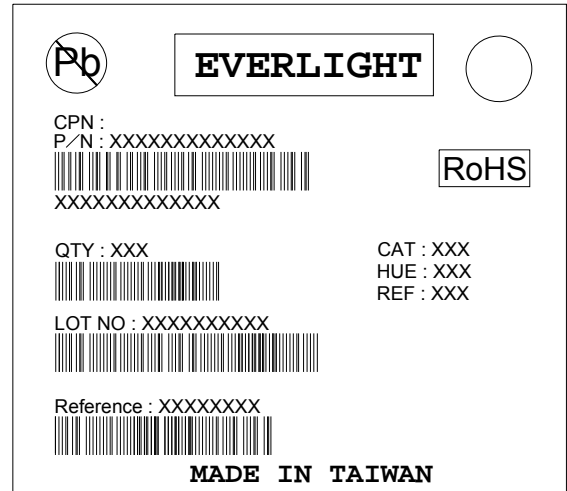 Pb
EVERLIGHT
CPN :
P/N : XXXXXXXXXXXXX
RoHS
XXXXXXXXXXXXX
QTY : XXX
CAT : XXX
HUE : XXX
REF : XXX
LOT NO : XXXXXXXXXX
Reference : XXXXXXXX
MADE IN TAIWAN